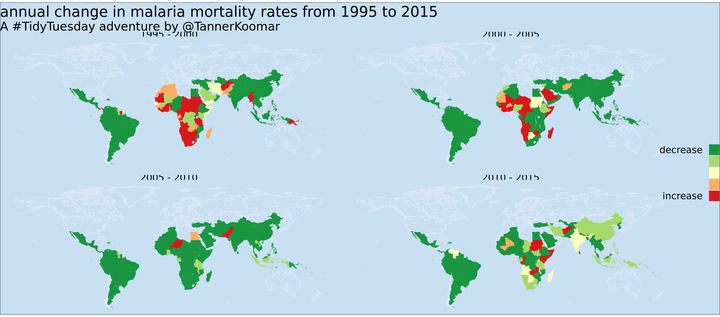 annual change in malaria mortality rates from 1995 to 2015
A #TidyTuesday adventure by @TannerKoomar
1995 - 2000
2000 - 2005
decrease
increase
2005 - 2010
2010 - 2015